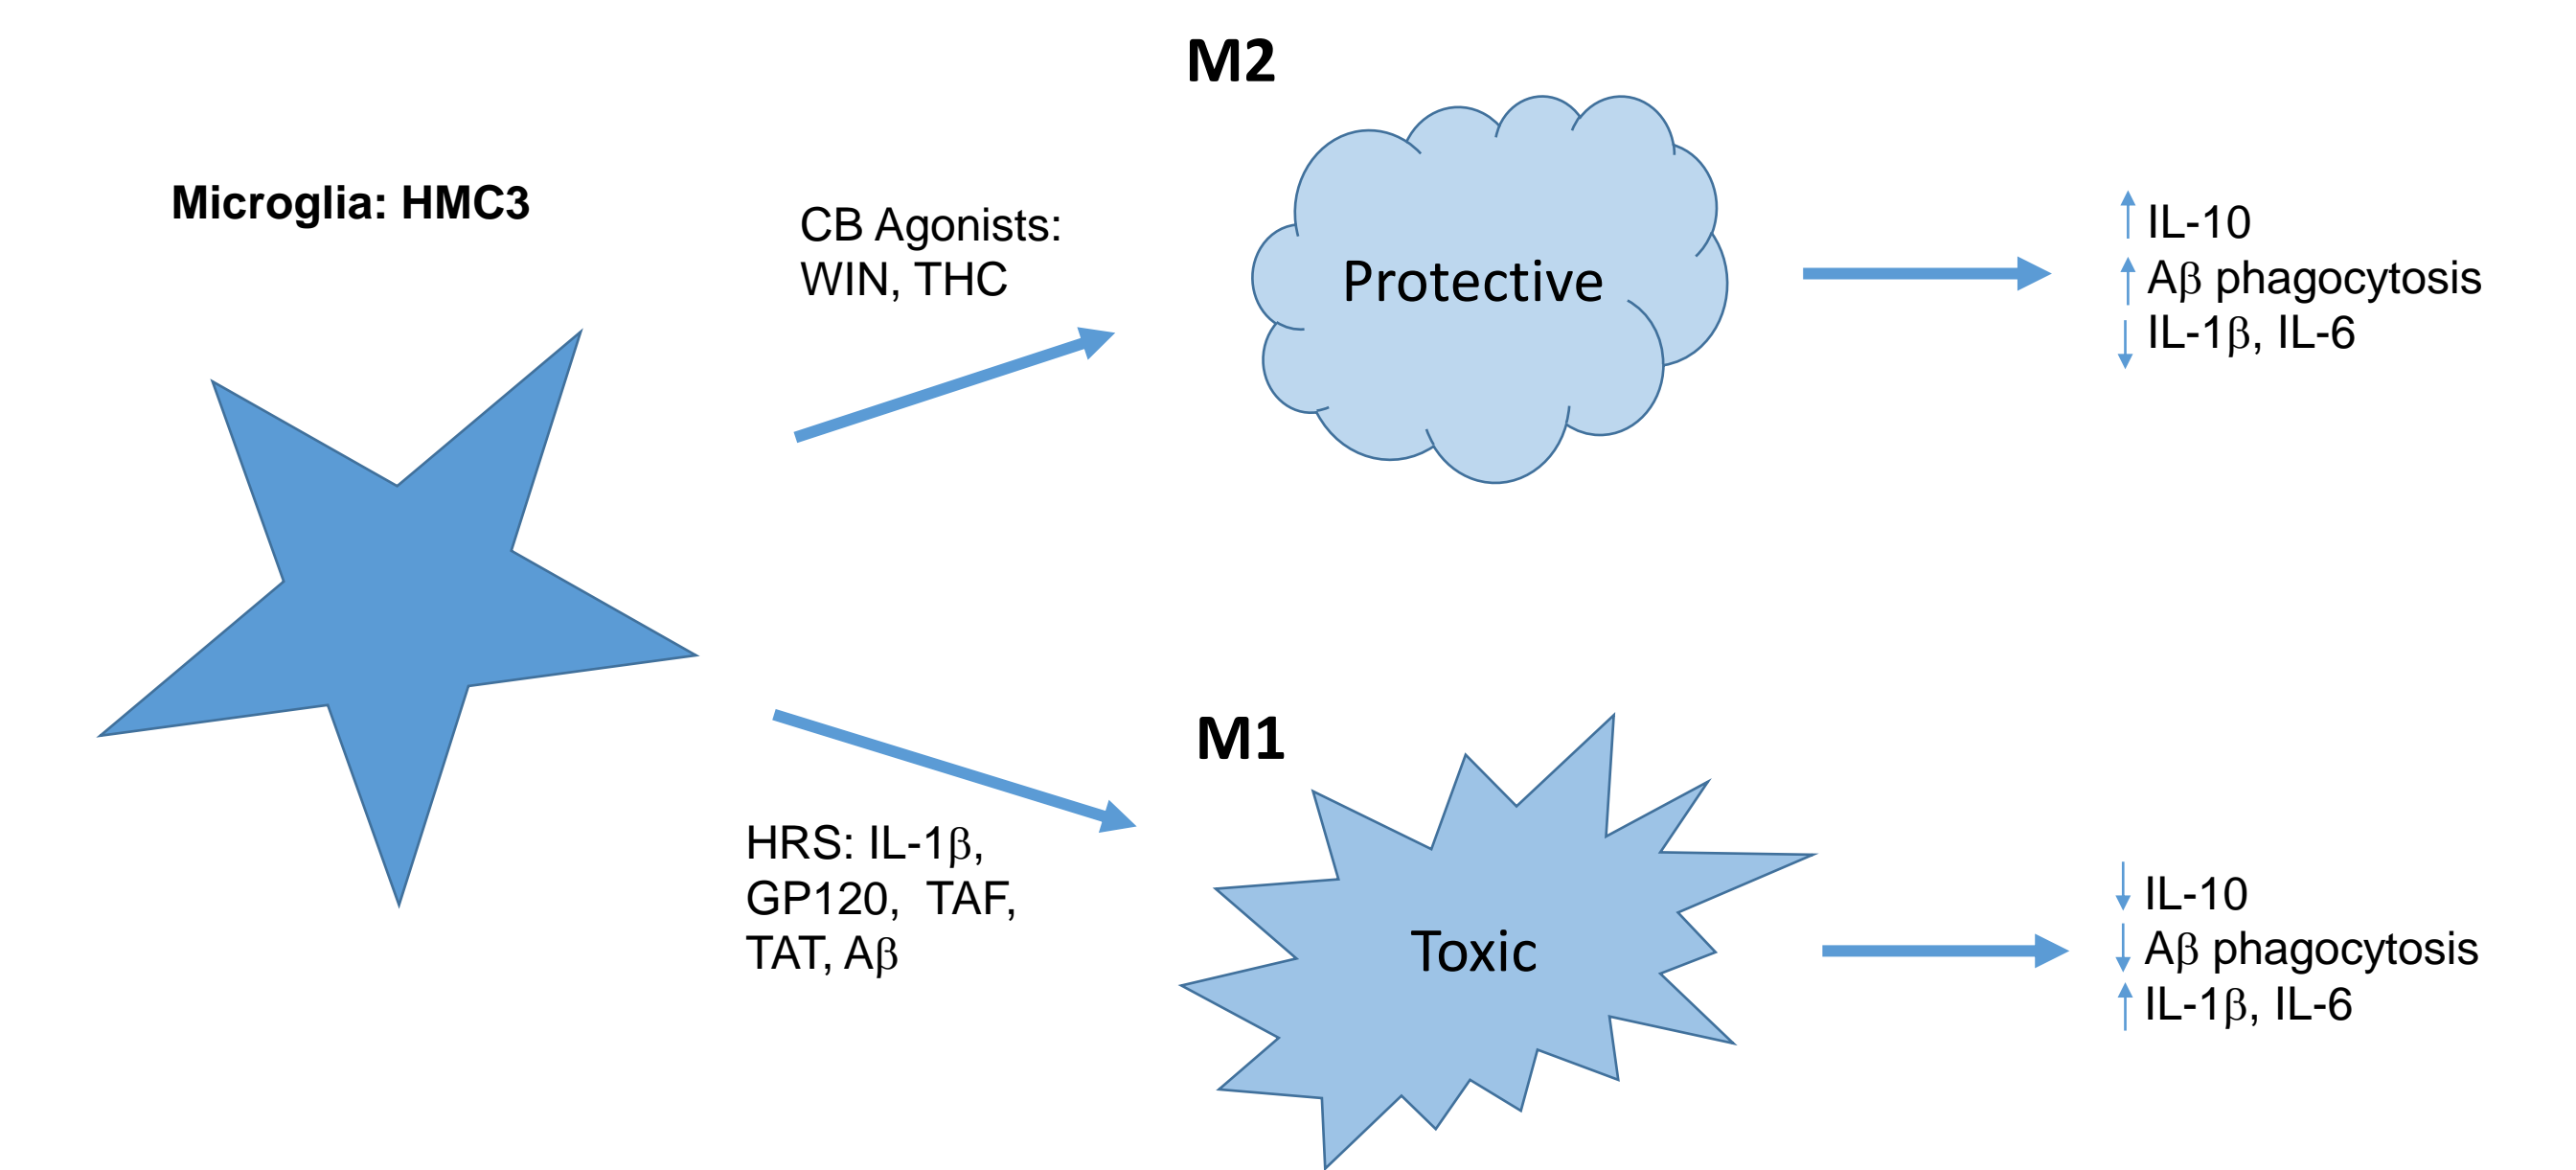 M2
Microglia: HMC3
CB Agonists:
WIN, THC
Protective
IL-10
Aβ phagocytosis
IL-1β, IL-6
M1
HRS: IL-1β,
GP120, TAF,
TAT, Aβ
Toxic
IL-10
Aβ phagocytosis
IL-1β, IL-6